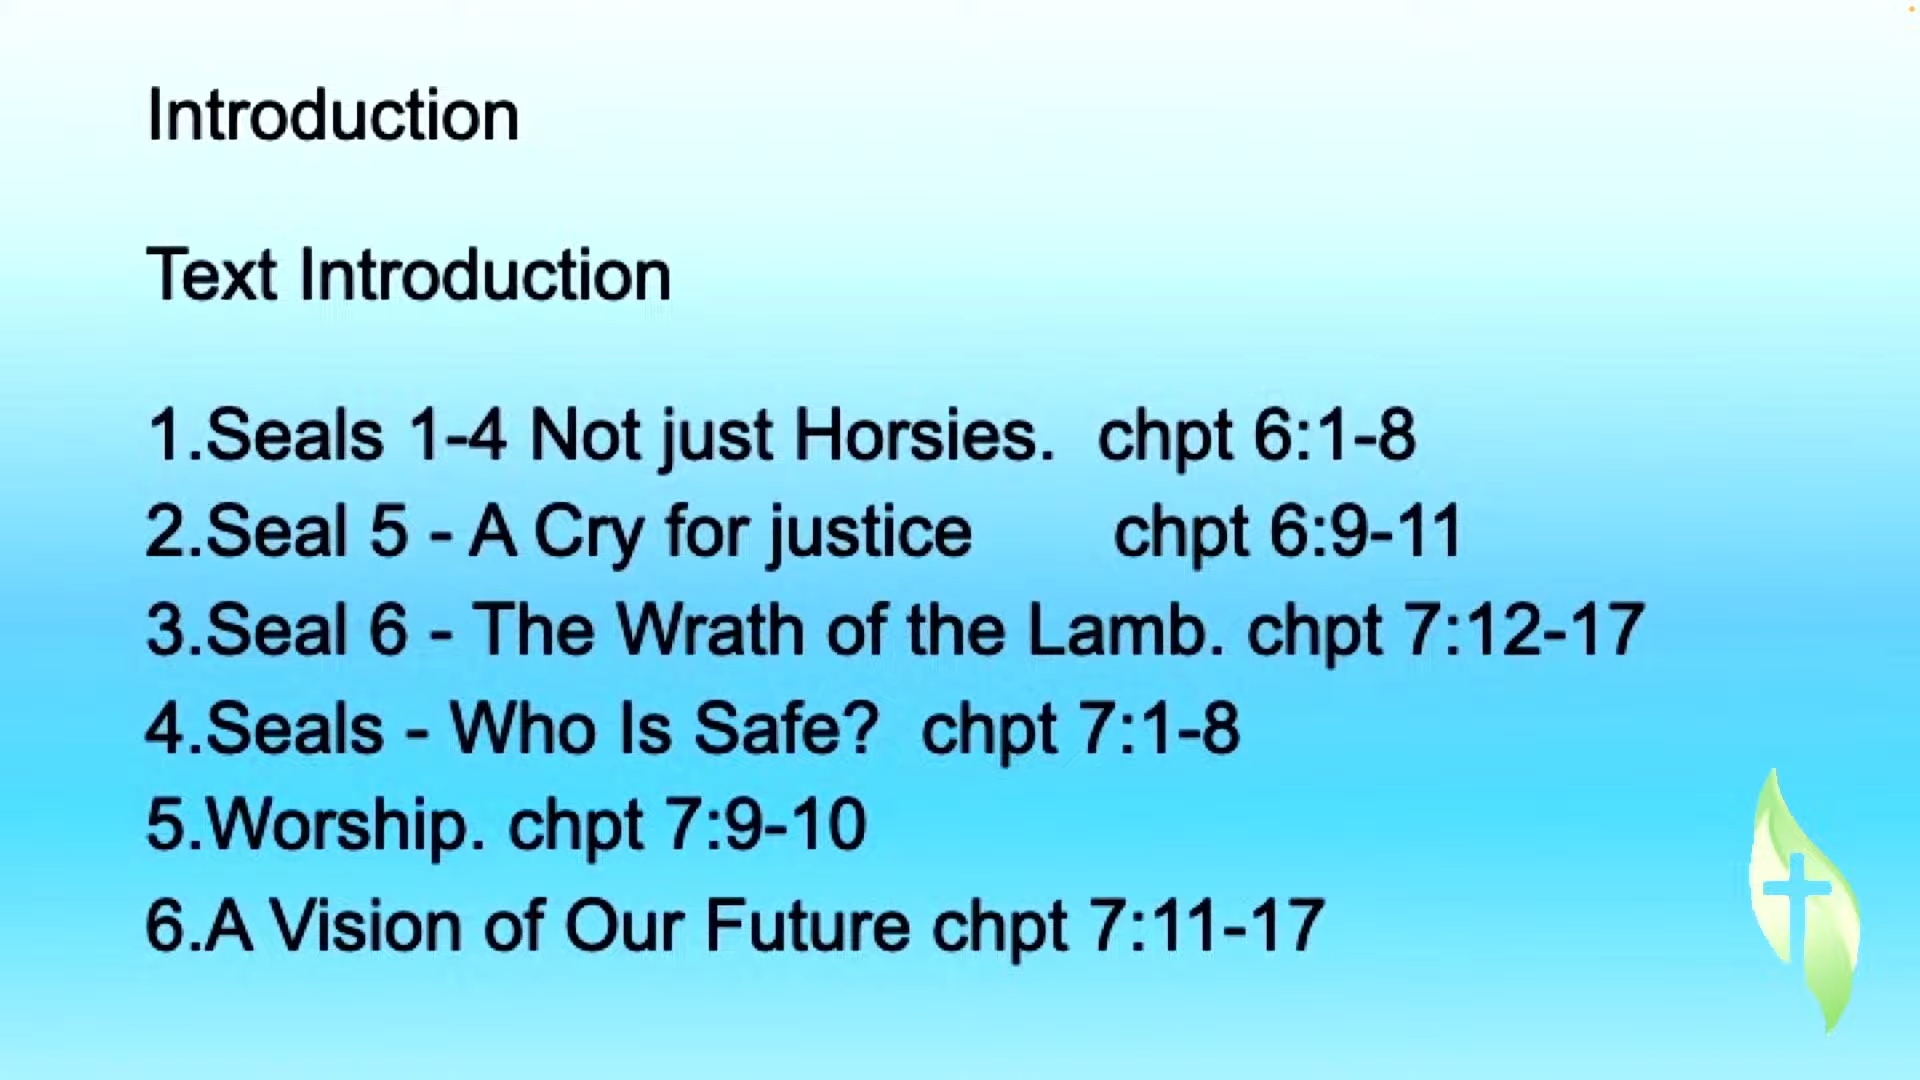 Introduction
Text Introduction
1.Seals 1-4 Not just Horsies. chpt 6:1-8
2.Seal 5 - A Cry for justice chpt 6:9-11
3.Seal 6 - The Wrath of the Lamb. chpt 7:12-17
4.Seals - Who Is Safe? chpt 7:1-8
5.Worship. chpt 7:9-10
6.A Vision of Our Future chpt 7:11-17